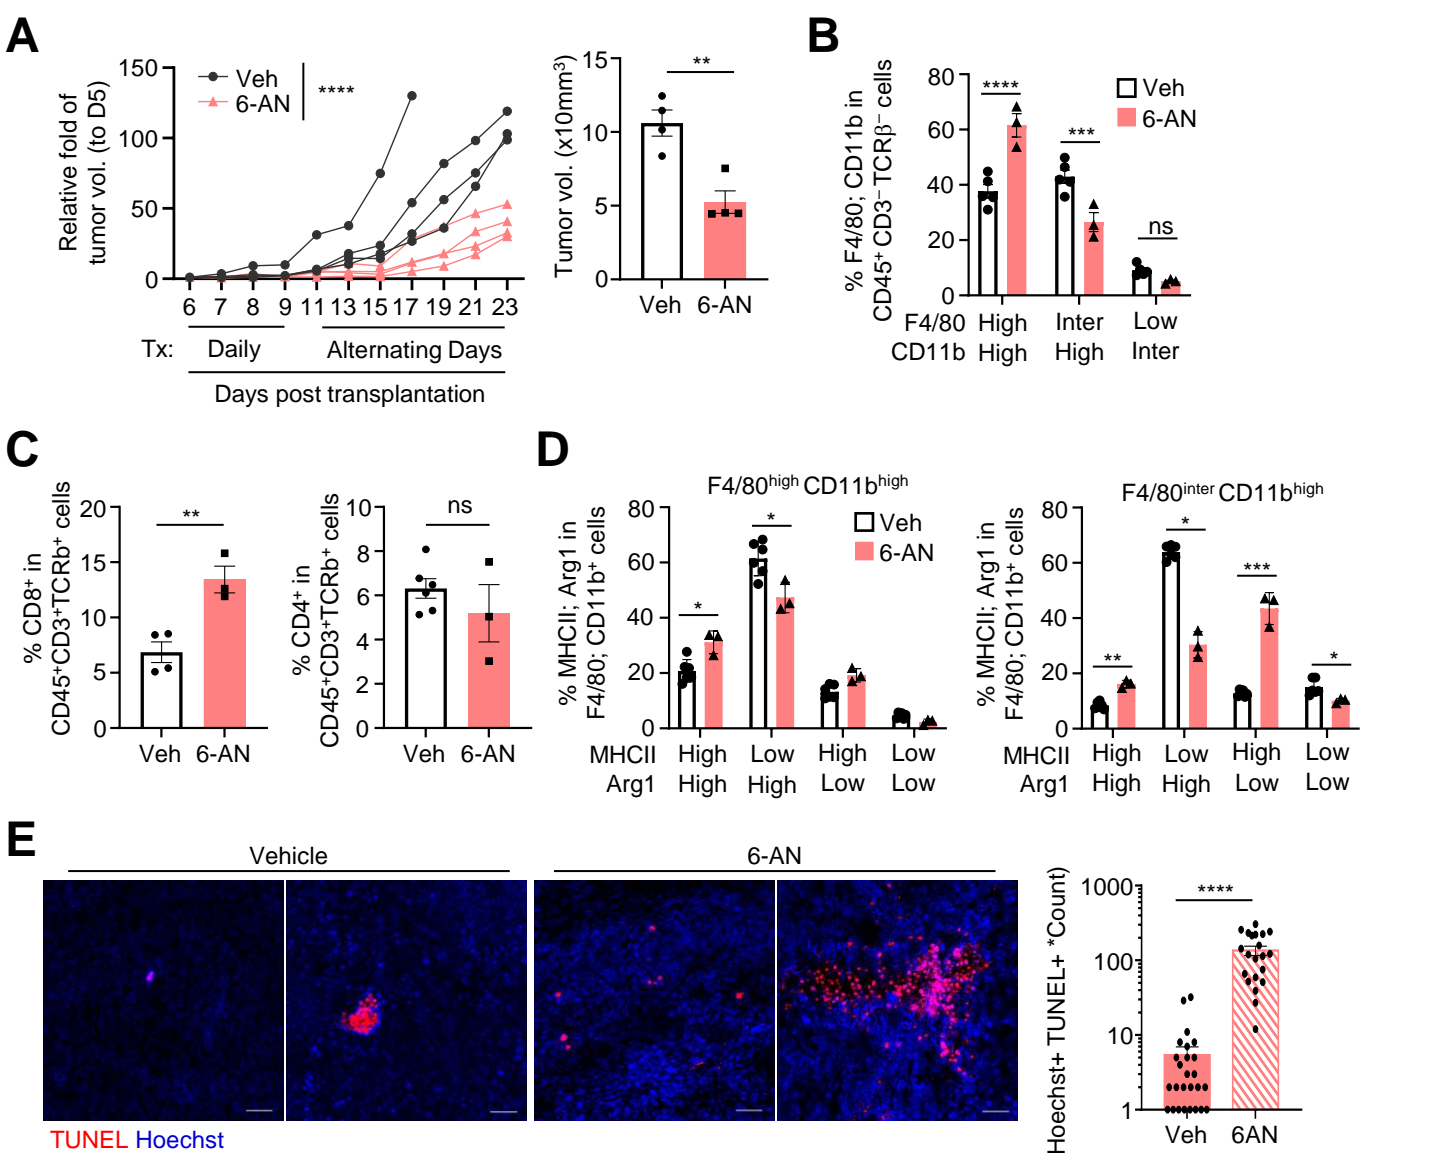 A
Relative fold of
tumor vol. (to D5)
150
100
50
0
Veh
6-AN
****
6 7 8 9 11 13 15 17 19 21 23
Tx: Daily Alternating Days
Days post transplantation
Tumor vol. (x10mm³)
15
10
5
0
**
Veh 6-AN
B
% F4/80; CD11b in
CD45⁺ CD3⁻ TCRβ⁻ cells
80
60
40
20
0
**** *** ns
Veh
6-AN
F4/80 High Inter Low
CD11b High High Inter
C
% CD8⁺ in
CD45⁺CD3⁺TCRb⁺ cells
20
15
10
5
0
**
Veh 6-AN
% CD4⁺ in
CD45⁺CD3⁺TCRb⁺ cells
10
8
6
4
2
0
ns
Veh 6-AN
D
F4/80ʰⁱᵍʰ CD11bʰⁱᵍʰ
% MHCII; Arg1 in
F4/80; CD11b⁺ cells
80
60
40
20
0
* *
Veh
6-AN
MHCII High Low High Low
Arg1 High High Low Low
F4/80ⁱⁿᵗᵉʳ CD11bʰⁱᵍʰ
% MHCII; Arg1 in
F4/80; CD11b⁺ cells
80
60
40
20
0
** * *** *
MHCII High Low High Low
Arg1 High High Low Low
E
Vehicle 6-AN
TUNEL Hoechst
Hoechst+ TUNEL+ *Count)
1000
100
10
1
****
Veh 6AN